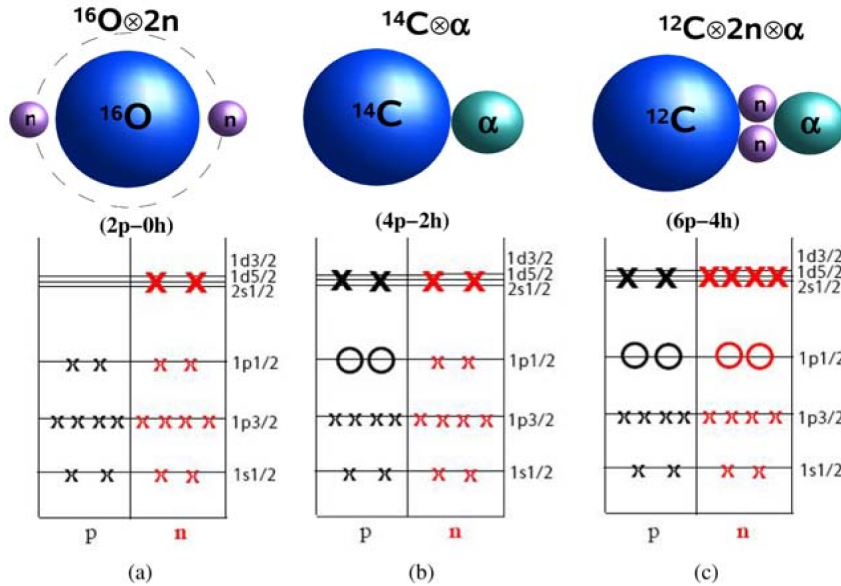 ¹⁶O⊗2n
¹⁴C⊗α
¹²C⊗2n⊗α
n ¹⁶O n
¹⁴C α
¹²C n n α
(2p−0h)
(4p−2h)
(6p−4h)
1d3/2
1d5/2
2s1/2
X X
1p1/2
x x x x
1p3/2
x x x x x x x x
1s1/2
x x x x
p n
1d3/2
1d5/2
2s1/2
X X X X
1p1/2
x x
1p3/2
x x x x x x x x
1s1/2
x x x x
p n
1d3/2
1d5/2
2s1/2
X X X X X X
1p1/2
1p3/2
x x x x x x x x
1s1/2
x x x x
p n
(a)
(b)
(c)